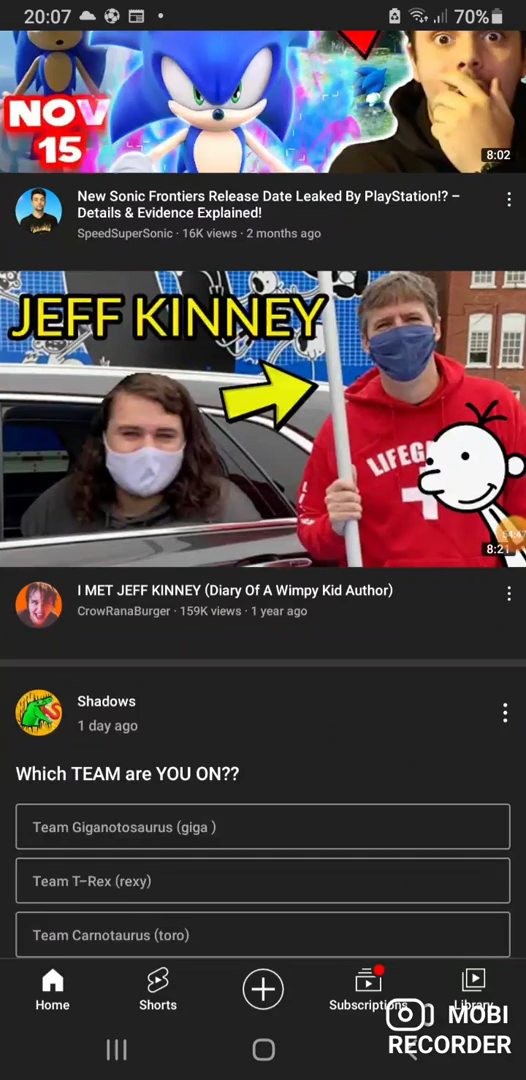 20:07
70%
NOV
15
8:02
New Sonic Frontiers Release Date Leaked By PlayStation!? –
Details & Evidence Explained!
SpeedSuperSonic · 16K views · 2 months ago
JEFF KINNEY
8:21
I MET JEFF KINNEY (Diary Of A Wimpy Kid Author)
CrowRanaBurger · 159K views · 1 year ago
Shadows
1 day ago
Which TEAM are YOU ON??
Team Giganotosaurus (giga )
Team T-Rex (rexy)
Team Carnotaurus (toro)
Home
Shorts
Subscriptions
Library
MOBI
RECORDER